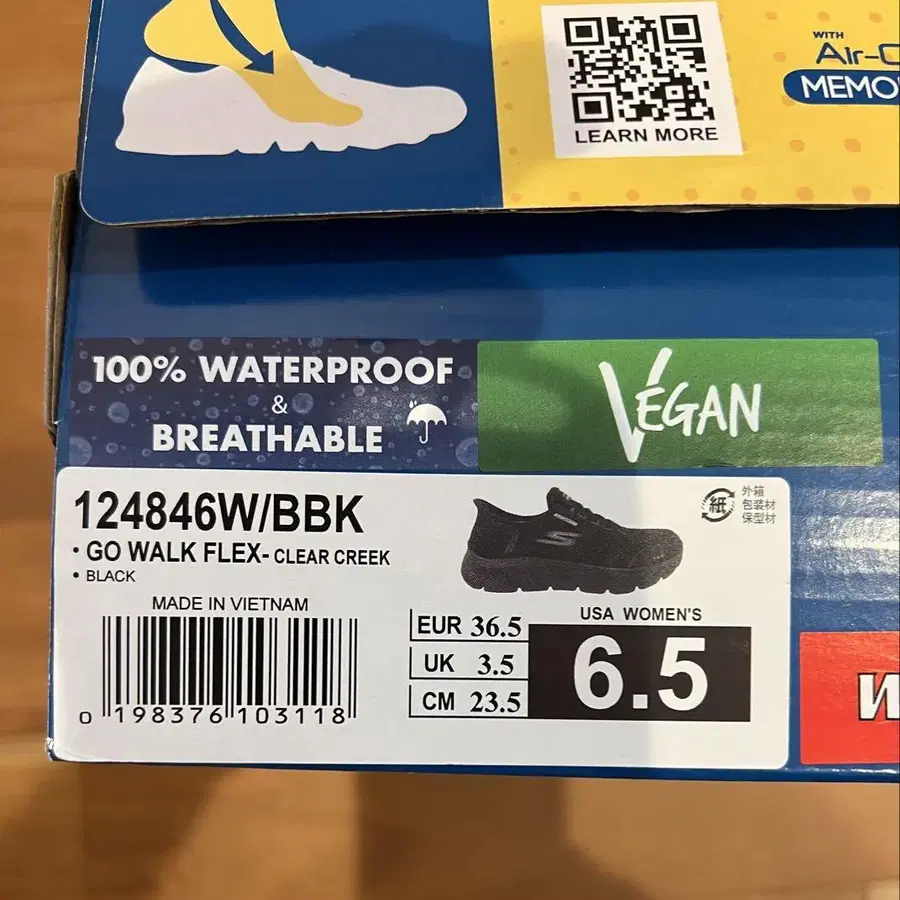 LEARN MORE
WITH
Air-C
MEMO
100% WATERPROOF
&
BREATHABLE
VEGAN
124846W/BBK
• GO WALK FLEX- CLEAR CREEK
• BLACK
紙
外箱
包装材
保型材
MADE IN VIETNAM
0 198376 103118
EUR 36.5
UK 3.5
CM 23.5
USA WOMEN'S
6.5